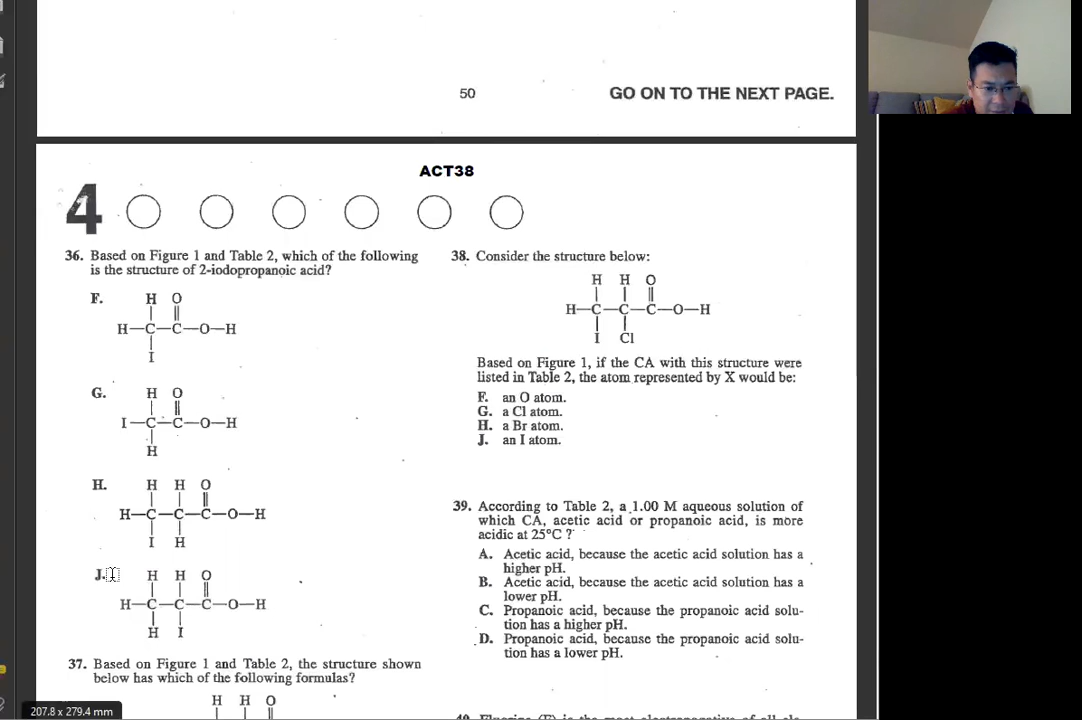 50
GO ON TO THE NEXT PAGE.
ACT38
4
36. Based on Figure 1 and Table 2, which of the following
is the structure of 2-iodopropanoic acid?
F.
H O
H—C—C—O—H
I
G.
H O
I—C—C—O—H
H
H.
H H O
H—C—C—C—O—H
I H
J.
H H O
H—C—C—C—O—H
H I
37. Based on Figure 1 and Table 2, the structure shown
below has which of the following formulas?
H H O
38. Consider the structure below:
H H O
H—C—C—C—O—H
I Cl
Based on Figure 1, if the CA with this structure were
listed in Table 2, the atom represented by X would be:
F. an O atom.
G. a Cl atom.
H. a Br atom.
J. an I atom.
39. According to Table 2, a 1.00 M aqueous solution of
which CA, acetic acid or propanoic acid, is more
acidic at 25°C ?
A. Acetic acid, because the acetic acid solution has a
higher pH.
B. Acetic acid, because the acetic acid solution has a
lower pH.
C. Propanoic acid, because the propanoic acid solu-
tion has a higher pH.
D. Propanoic acid, because the propanoic acid solu-
tion has a lower pH.
207.8 x 279.4 mm